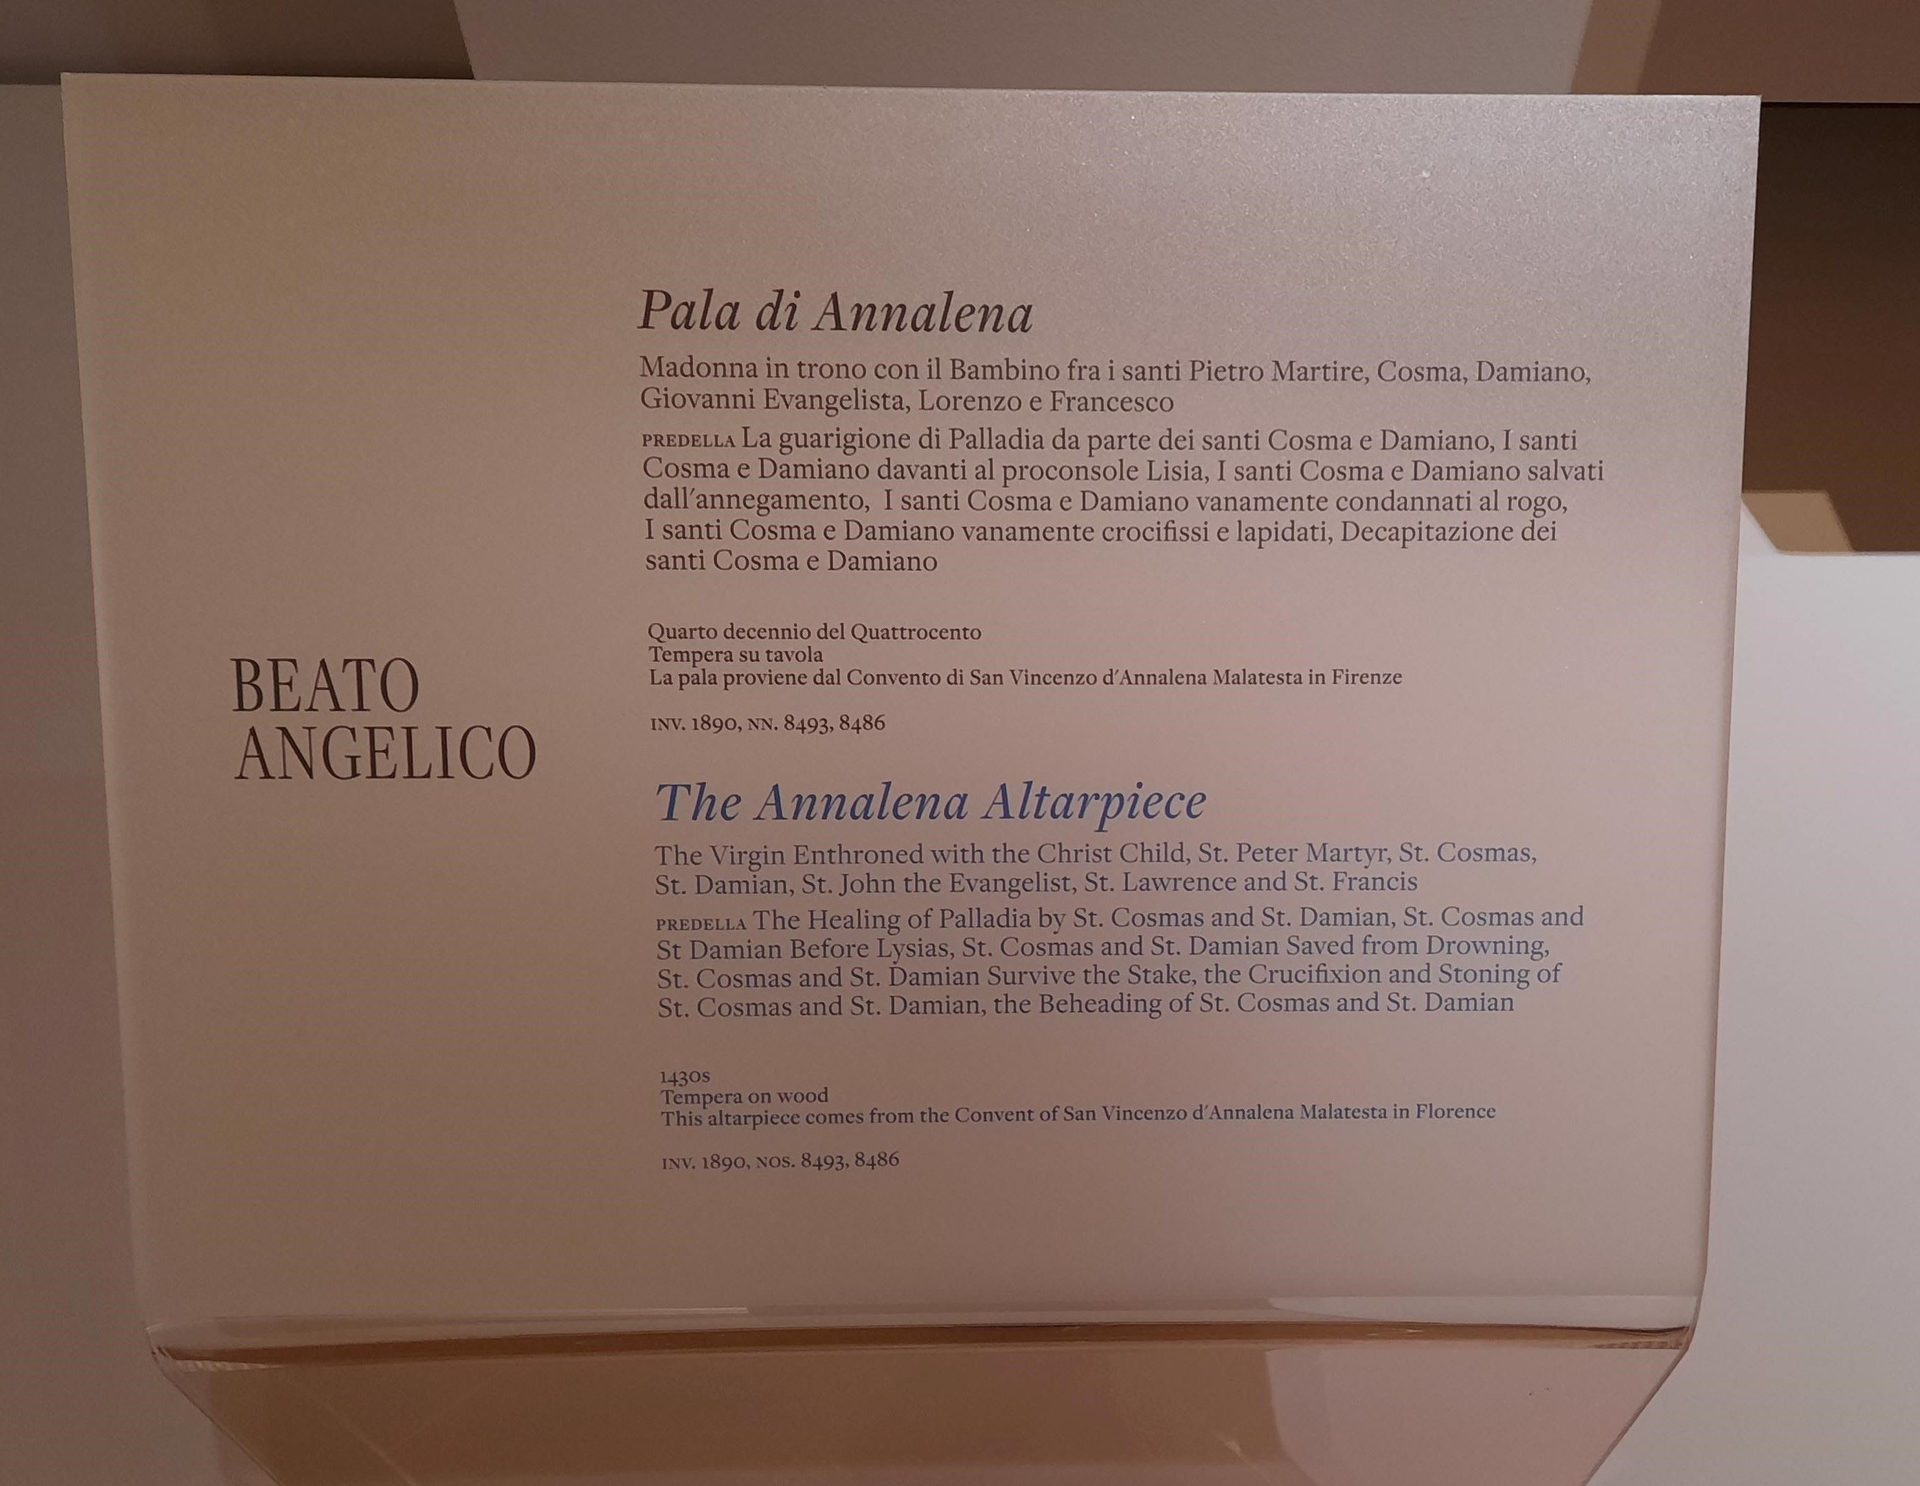 BEATO
ANGELICO
Pala di Annalena
Madonna in trono con il Bambino fra i santi Pietro Martire, Cosma, Damiano,
Giovanni Evangelista, Lorenzo e Francesco
PREDELLA La guarigione di Palladia da parte dei santi Cosma e Damiano, I santi
Cosma e Damiano davanti al proconsole Lisia, I santi Cosma e Damiano salvati
dall'annegamento, I santi Cosma e Damiano vanamente condannati al rogo,
I santi Cosma e Damiano vanamente crocifissi e lapidati, Decapitazione dei
santi Cosma e Damiano
Quarto decennio del Quattrocento
Tempera su tavola
La pala proviene dal Convento di San Vincenzo d'Annalena Malatesta in Firenze
INV. 1890, NN. 8493, 8486
The Annalena Altarpiece
The Virgin Enthroned with the Christ Child, St. Peter Martyr, St. Cosmas,
St. Damian, St. John the Evangelist, St. Lawrence and St. Francis
PREDELLA The Healing of Palladia by St. Cosmas and St. Damian, St. Cosmas and
St Damian Before Lysias, St. Cosmas and St. Damian Saved from Drowning,
St. Cosmas and St. Damian Survive the Stake, the Crucifixion and Stoning of
St. Cosmas and St. Damian, the Beheading of St. Cosmas and St. Damian
1430s
Tempera on wood
This altarpiece comes from the Convent of San Vincenzo d'Annalena Malatesta in Florence
INV. 1890, NOS. 8493, 8486